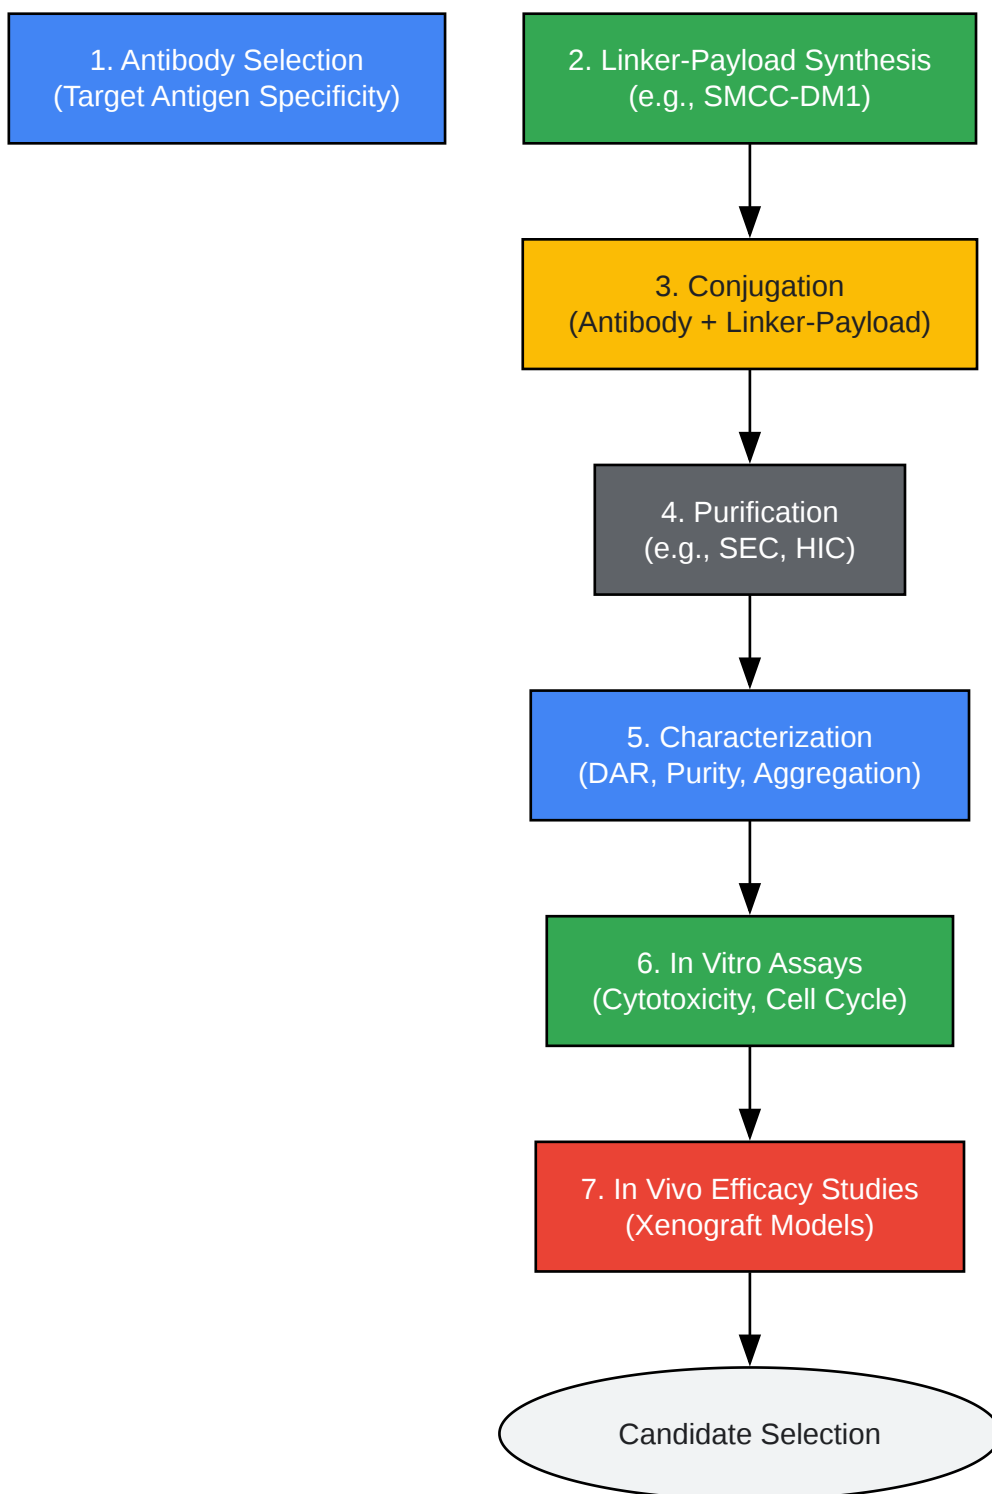 1. Antibody Selection
(Target Antigen Specificity)
2. Linker-Payload Synthesis
(e.g., SMCC-DM1)
3. Conjugation
(Antibody + Linker-Payload)
4. Purification
(e.g., SEC, HIC)
5. Characterization
(DAR, Purity, Aggregation)
6. In Vitro Assays
(Cytotoxicity, Cell Cycle)
7. In Vivo Efficacy Studies
(Xenograft Models)
Candidate Selection